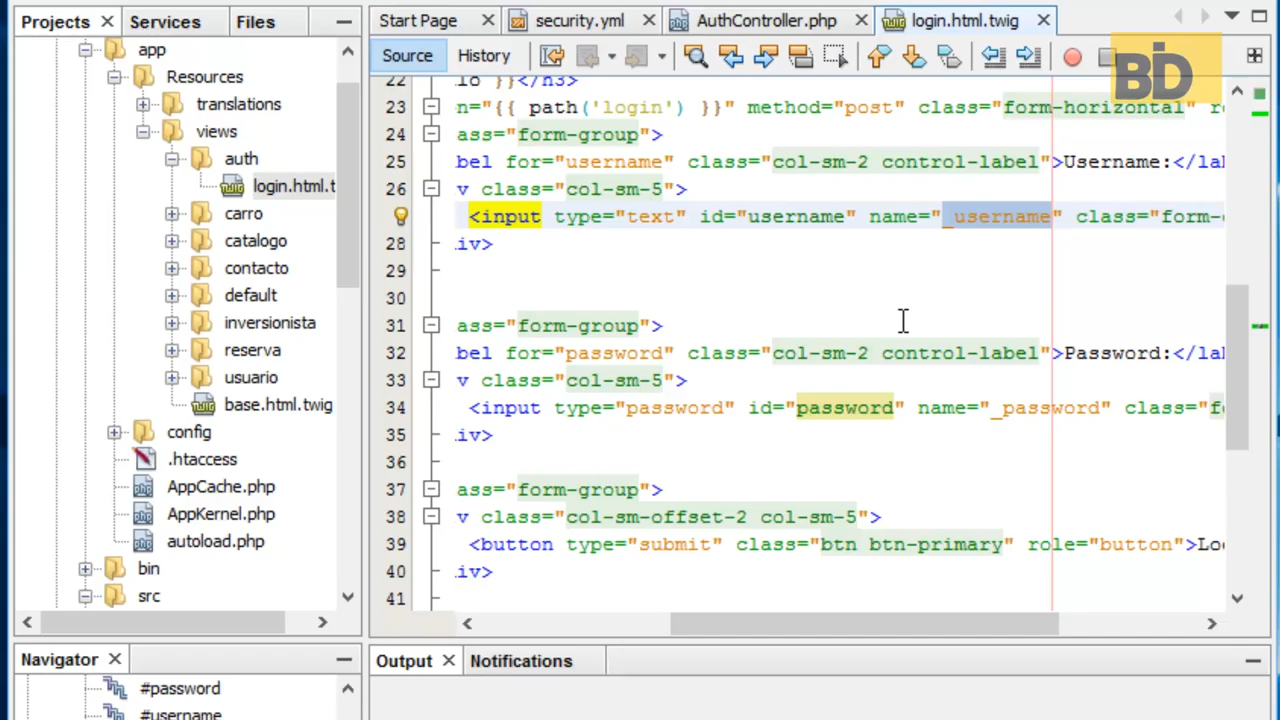 Projects
Services
Files
app
Resources
translations
views
auth
login.html.t
carro
catalogo
contacto
default
inversionista
reserva
usuario
base.html.twig
config
.htaccess
AppCache.php
AppKernel.php
autoload.php
bin
src
Navigator
#password
#username
Start Page
security.yml
AuthController.php
login.html.twig
Source
History
BD
22 lo }}</h3>
23 n="{{ path('login') }}" method="post" class="form-horizontal" r
24 ass="form-group">
25 bel for="username" class="col-sm-2 control-label">Username:</la
26 v class="col-sm-5">
<input type="text" id="username" name="_username" class="form-
28 iv>
29
30
31 ass="form-group">
32 bel for="password" class="col-sm-2 control-label">Password:</la
33 v class="col-sm-5">
34 <input type="password" id="password" name="_password" class="f
35 iv>
36
37 ass="form-group">
38 v class="col-sm-offset-2 col-sm-5">
39 <button type="submit" class="btn btn-primary" role="button">Lo
40 iv>
41
Output
Notifications